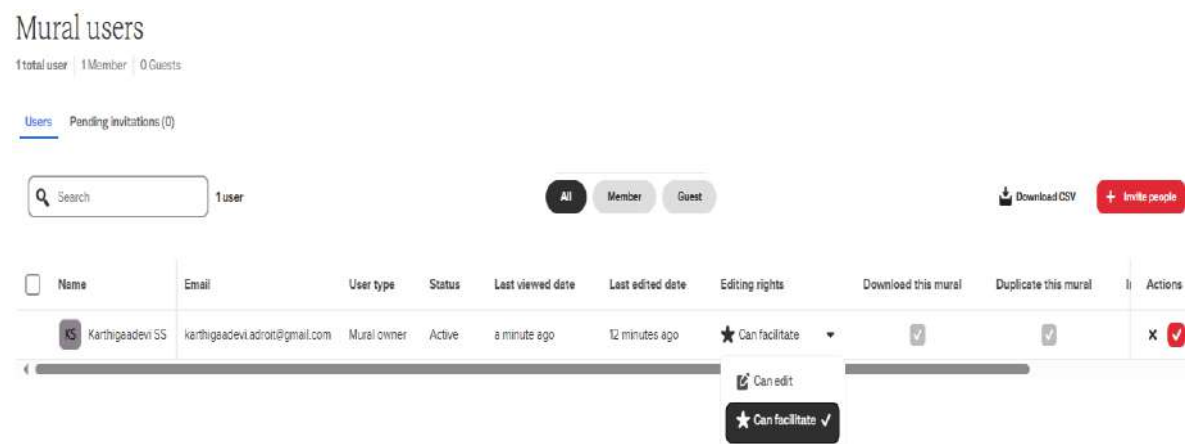 Mural users
1 total user 1 Member 0 Guests
Users Pending invitations (0)
Search 1 user All Member Guest Download CSV + Invite people
Name Email User type Status Last viewed date Last edited date Editing rights Download this mural Duplicate this mural Actions
KS Karthigaadevi SS karthigaadevi.adroit@gmail.com Mural owner Active a minute ago 12 minutes ago Can facilitate
Can edit
Can facilitate